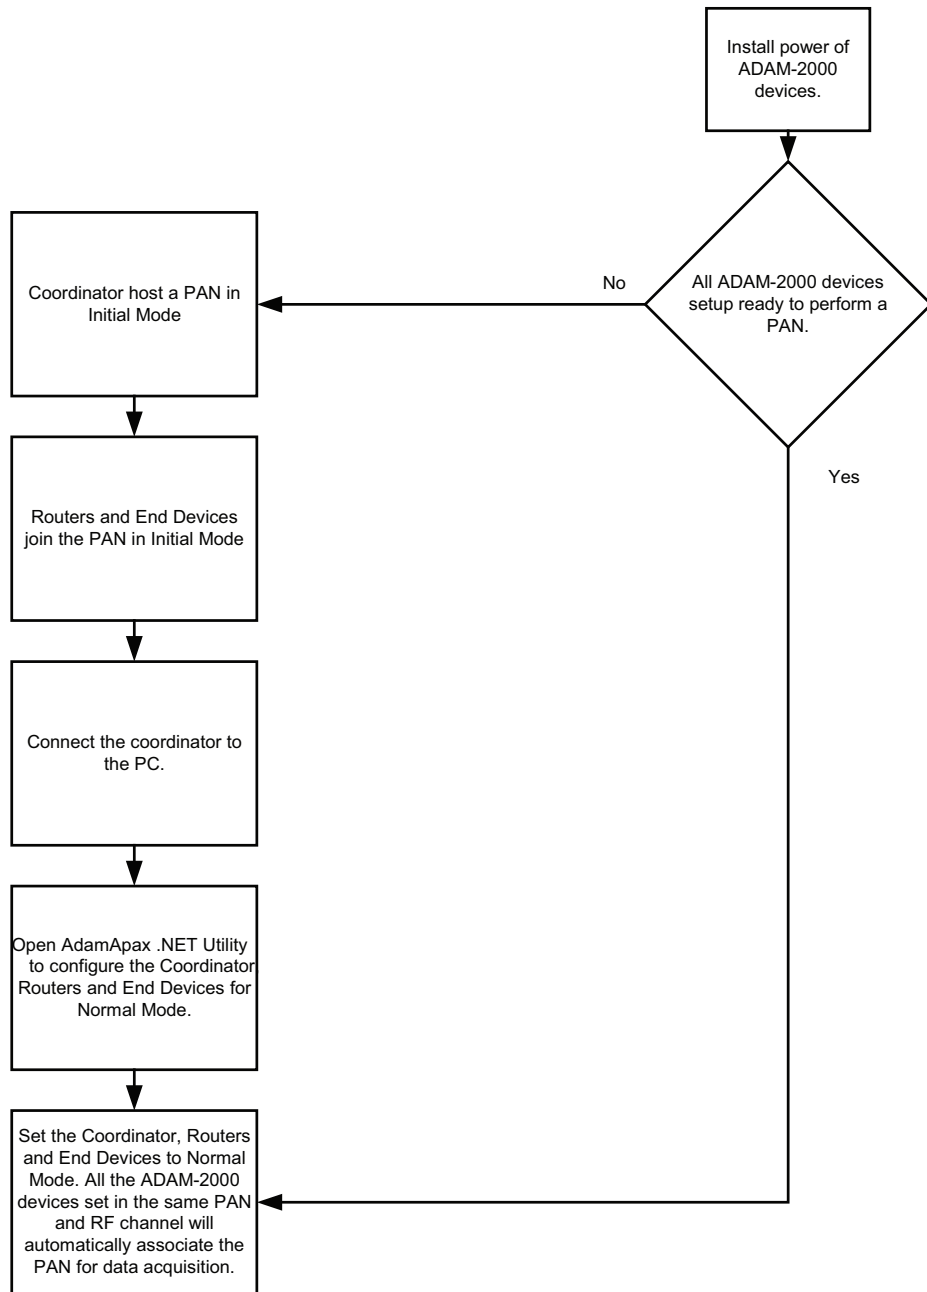 Install power of
ADAM-2000
devices.
All ADAM-2000 devices
setup ready to perform a
PAN.
No
Yes
Coordinator host a PAN in
Initial Mode
Routers and End Devices
join the PAN in Initial Mode
Connect the coordinator to
the PC.
Open AdamApax .NET Utility
to configure the Coordinator,
Routers and End Devices for
Normal Mode.
Set the Coordinator, Routers
and End Devices to Normal
Mode. All the ADAM-2000
devices set in the same PAN
and RF channel will
automatically associate the
PAN for data acquisition.